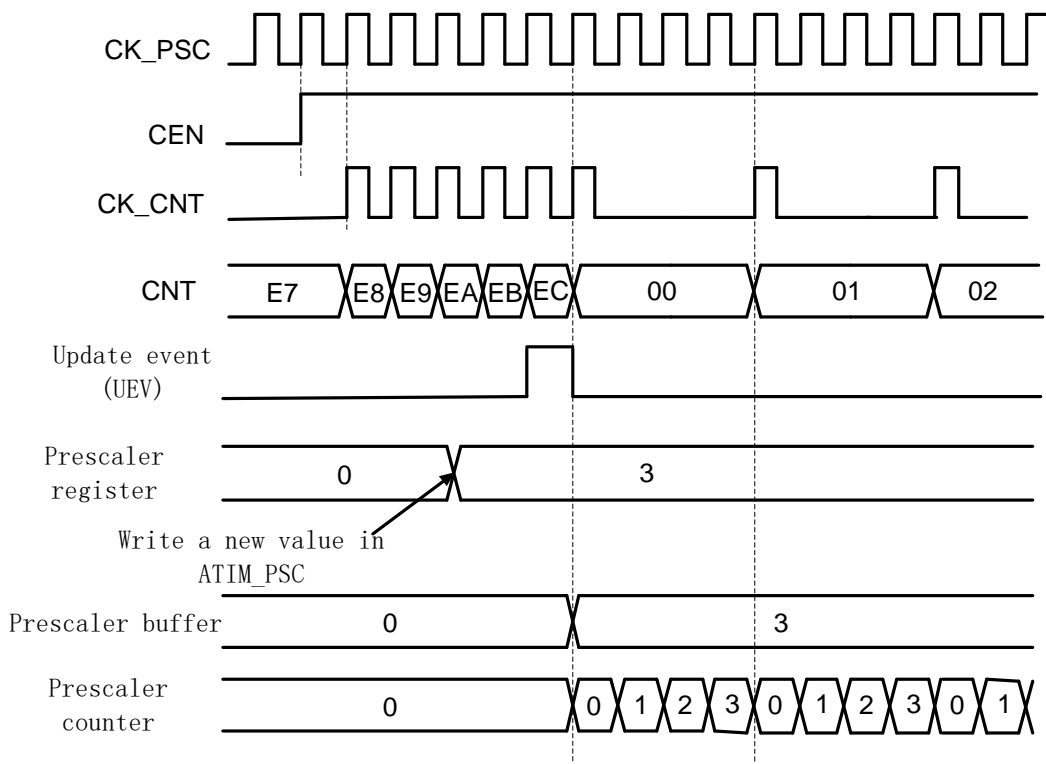 CK_PSC
CEN
CK_CNT
CNT E7 E8 E9 EA EB EC 00 01 02
Update event
(UEV)
Prescaler
register
0 3
Write a new value in
ATIM_PSC
Prescaler buffer 0 3
Prescaler
counter
0 0 1 2 3 0 1 2 3 0 1